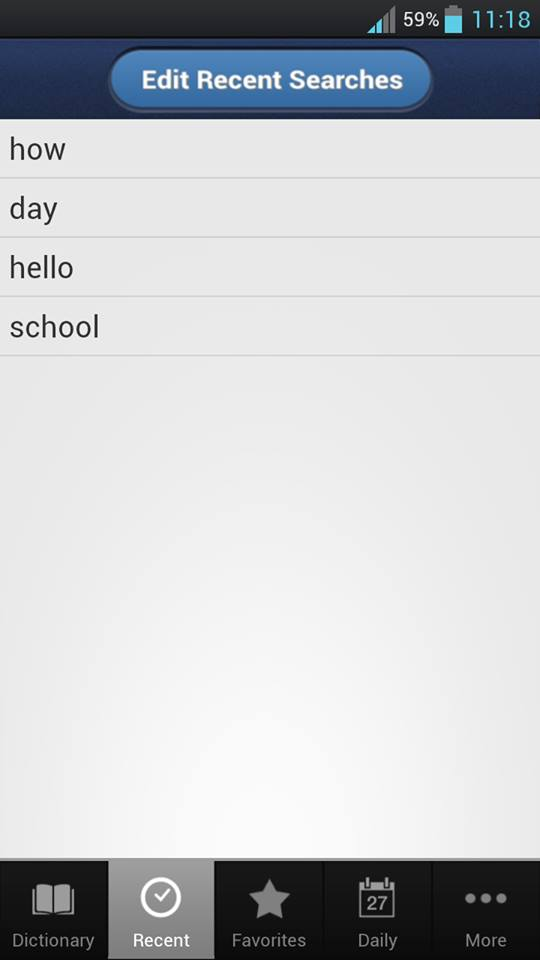 59% 11:18
Edit Recent Searches
how
day
hello
school
27
Dictionary Recent Favorites Daily More